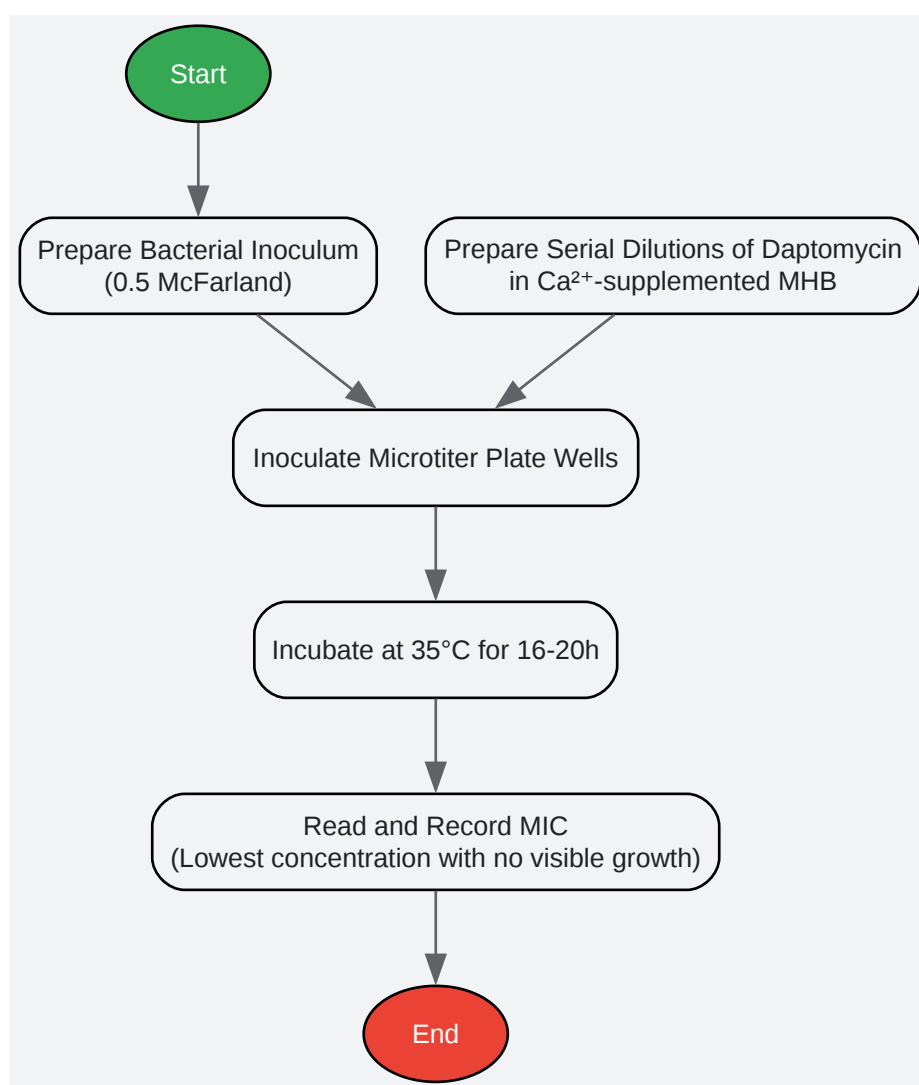 Start
Prepare Bacterial Inoculum
(0.5 McFarland)
Prepare Serial Dilutions of Daptomycin
in Ca²⁺-supplemented MHB
Inoculate Microtiter Plate Wells
Incubate at 35°C for 16-20h
Read and Record MIC
(Lowest concentration with no visible growth)
End